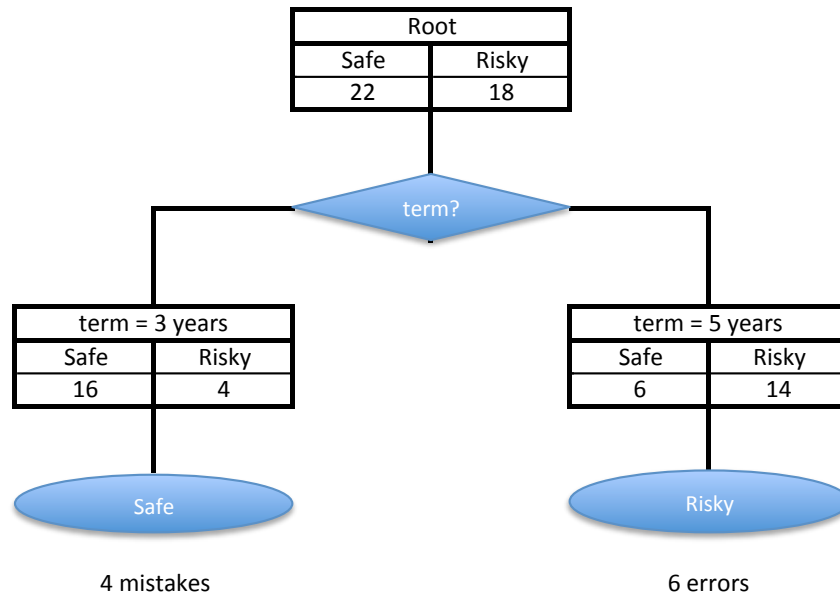 Root
Safe Risky
22 18
term?
term = 3 years term = 5 years
Safe Risky Safe Risky
16 4 6 14
Safe Risky
4 mistakes 6 errors